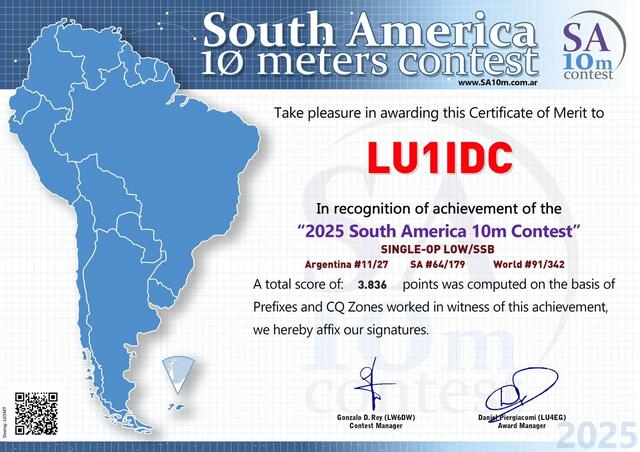 South America
10 meters contest
www.SA10m.com.ar
SA
10m
contest
Take pleasure in awarding this Certificate of Merit to
LU1IDC
In recognition of achievement of the
“2025 South America 10m Contest”
SINGLE-OP LOW/SSB
Argentina #11/27 SA #64/179 World #91/342
A total score of: 3.836 points was computed on the basis of
Prefixes and CQ Zones worked in witness of this achievement,
we hereby affix our signatures.
Gonzalo D. Rey (LW6DW)
Contest Manager
Daniel Piergiacomi (LU4EG)
Award Manager
2025